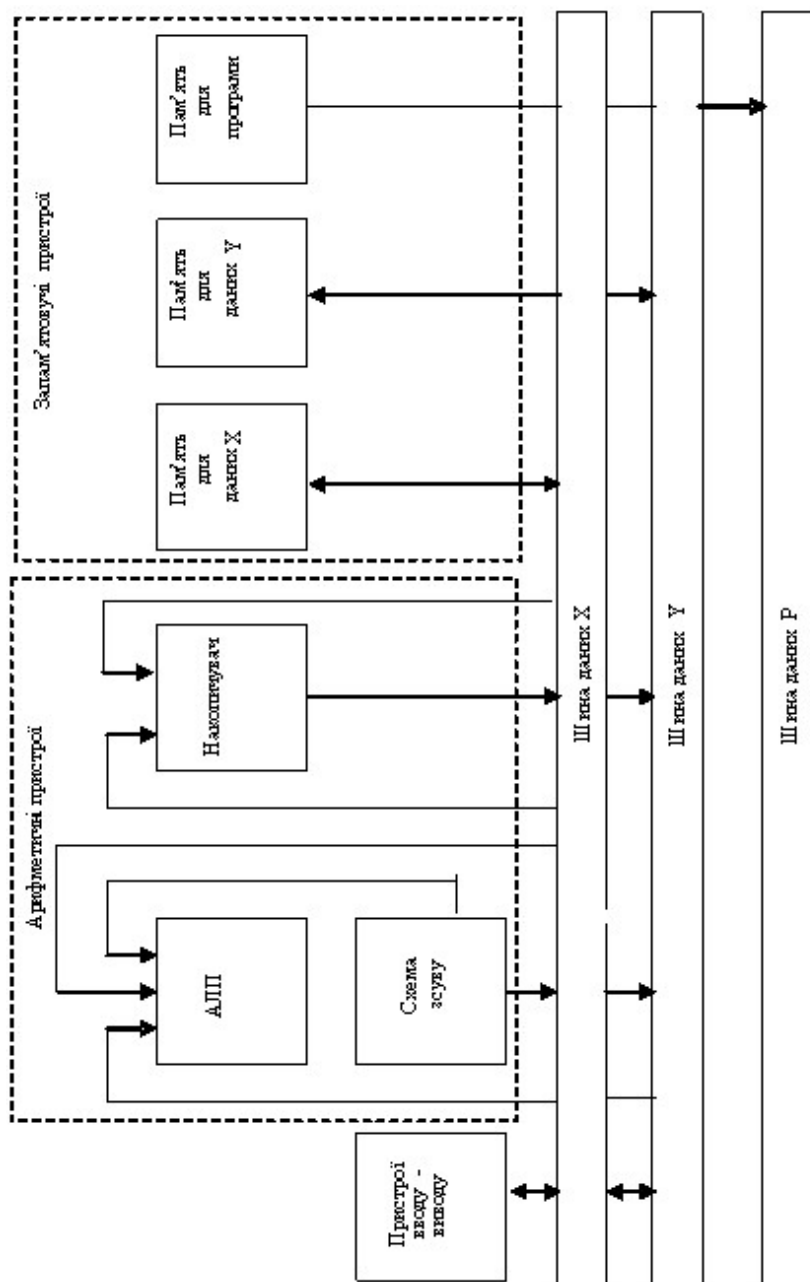 Арифметичні пристрої
Запам'ятовуючі пристрої
АЛП
Накопичувач
Пам'ять
для
даних X
Пам'ять
для
даних Y
Пам'ять
для
програми
Пристрої
вводу -
виводу
Схема
зсуву
Шина даних X
Шина даних Y
Шина даних P